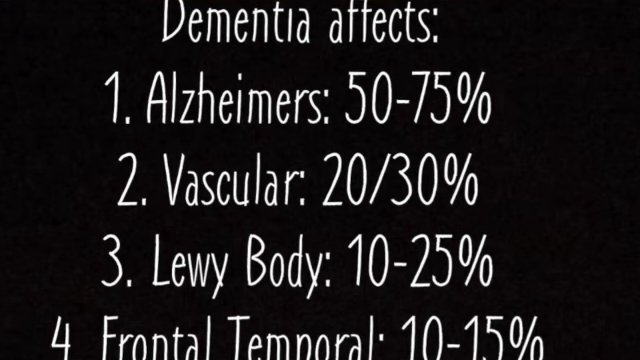 Dementia affects:
1. Alzheimers: 50-75%
2. Vascular: 20/30%
3. Lewy Body: 10-25%
4. Frontal Temporal: 10-15%